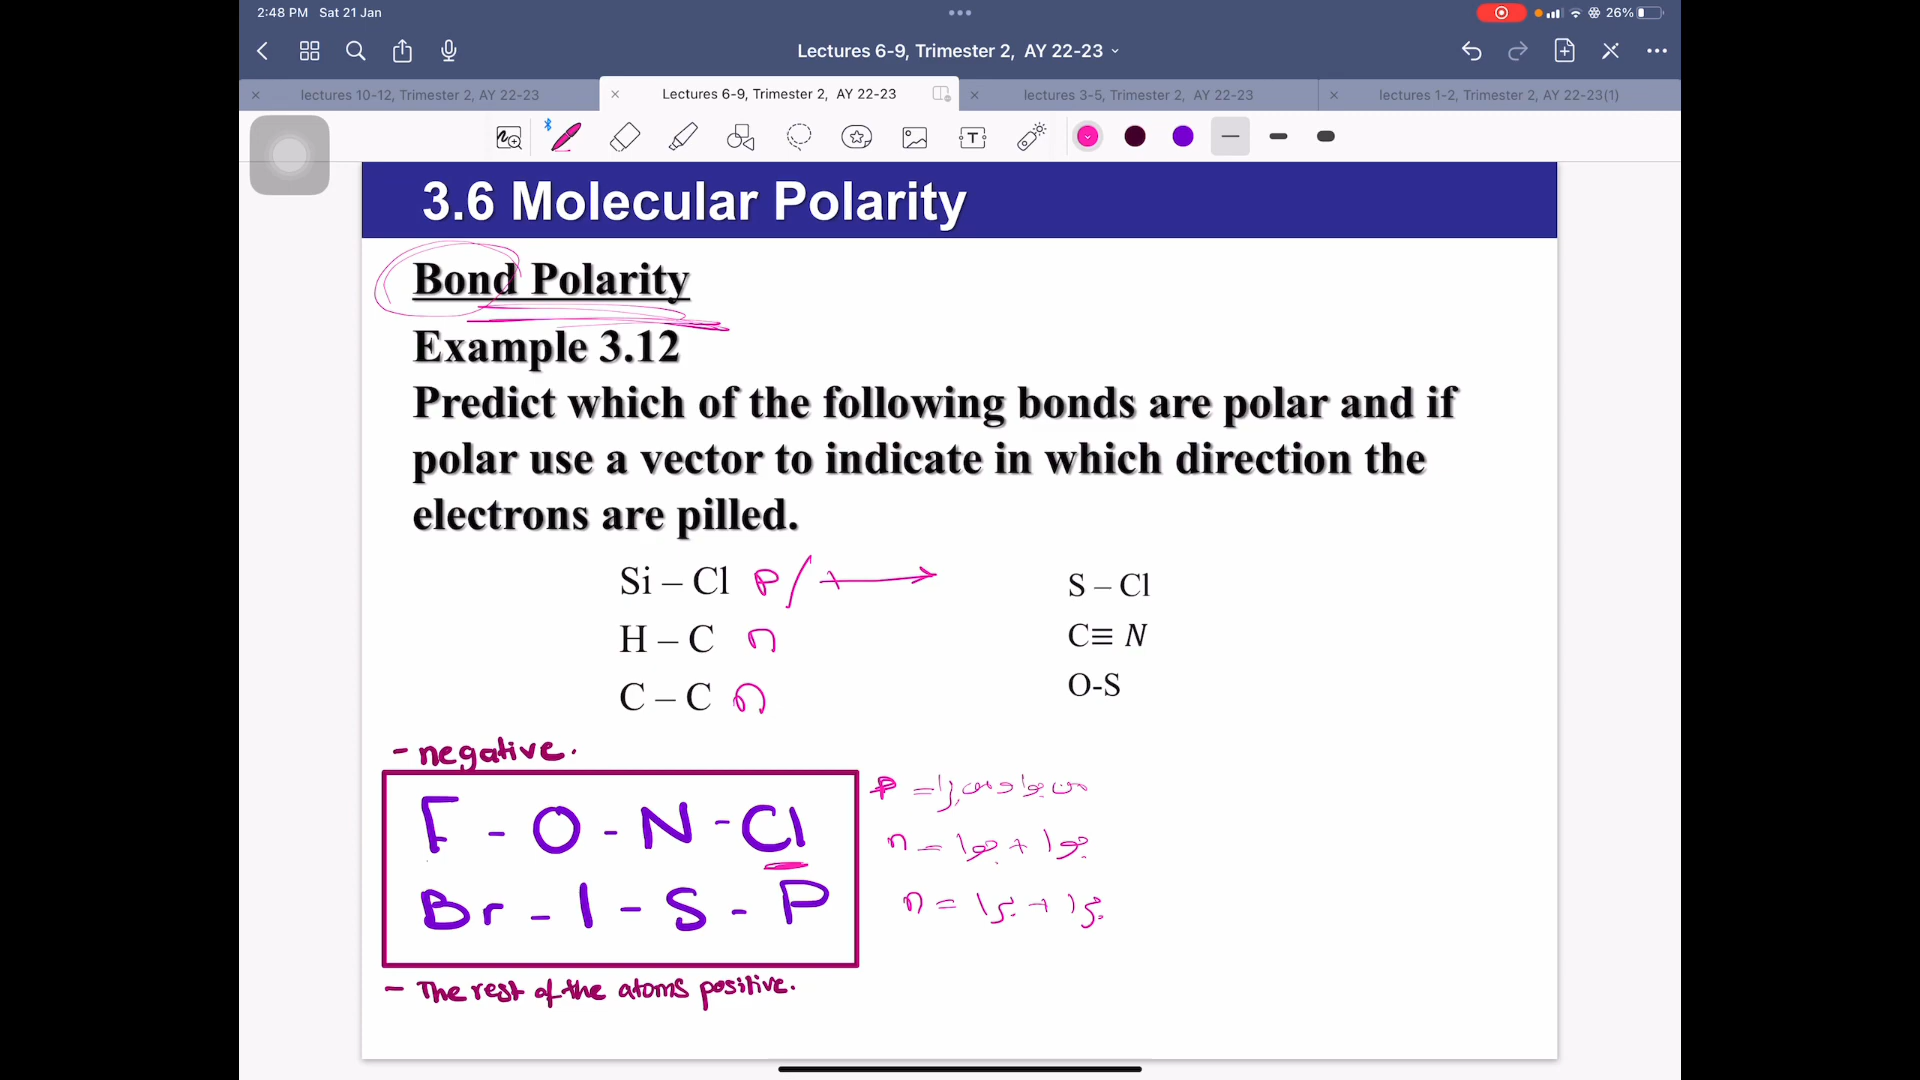 2:48 PM Sat 21 Jan
26%
Lectures 6-9, Trimester 2, AY 22-23
lectures 10-12, Trimester 2, AY 22-23
Lectures 6-9, Trimester 2, AY 22-23
lectures 3-5, Trimester 2, AY 22-23
lectures 1-2, Trimester 2, AY 22-23(1)
3.6 Molecular Polarity
Bond Polarity
Example 3.12
Predict which of the following bonds are polar and if
polar use a vector to indicate in which direction the
electrons are pilled.
Si – Cl P /
H – C n
C – C n
S – Cl
C≡ N
O-S
- negative.
F - O - N - Cl
Br - I - S - P
- The rest of the atoms positive.
P =
n = جوا + جوا
n = برا + برا